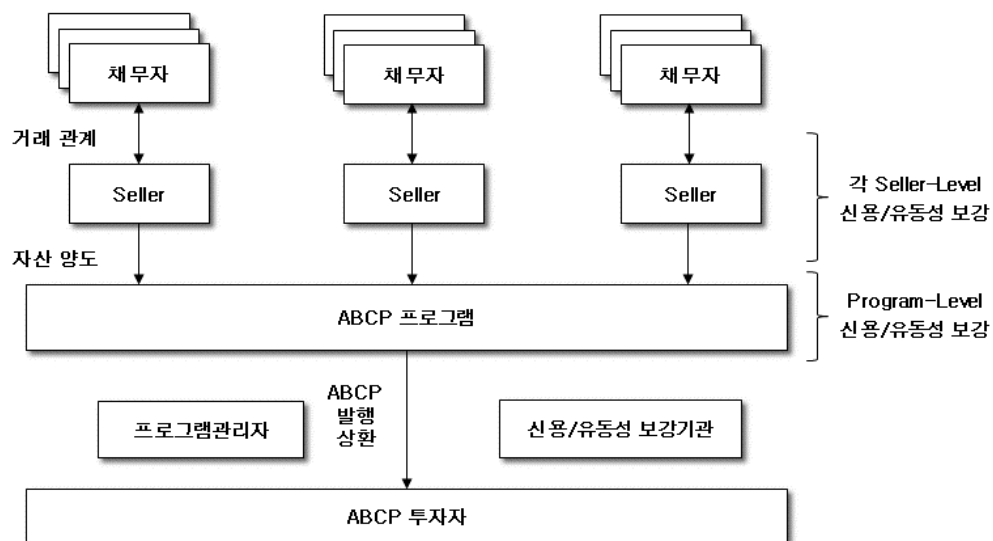 채무자
채무자
채무자
거래 관계
Seller
Seller
Seller
각 Seller-Level
신용/유동성 보강
자산 양도
ABCP 프로그램
Program-Level
신용/유동성 보강
ABCP
발행
상환
프로그램관리자
신용/유동성 보강기관
ABCP 투자자